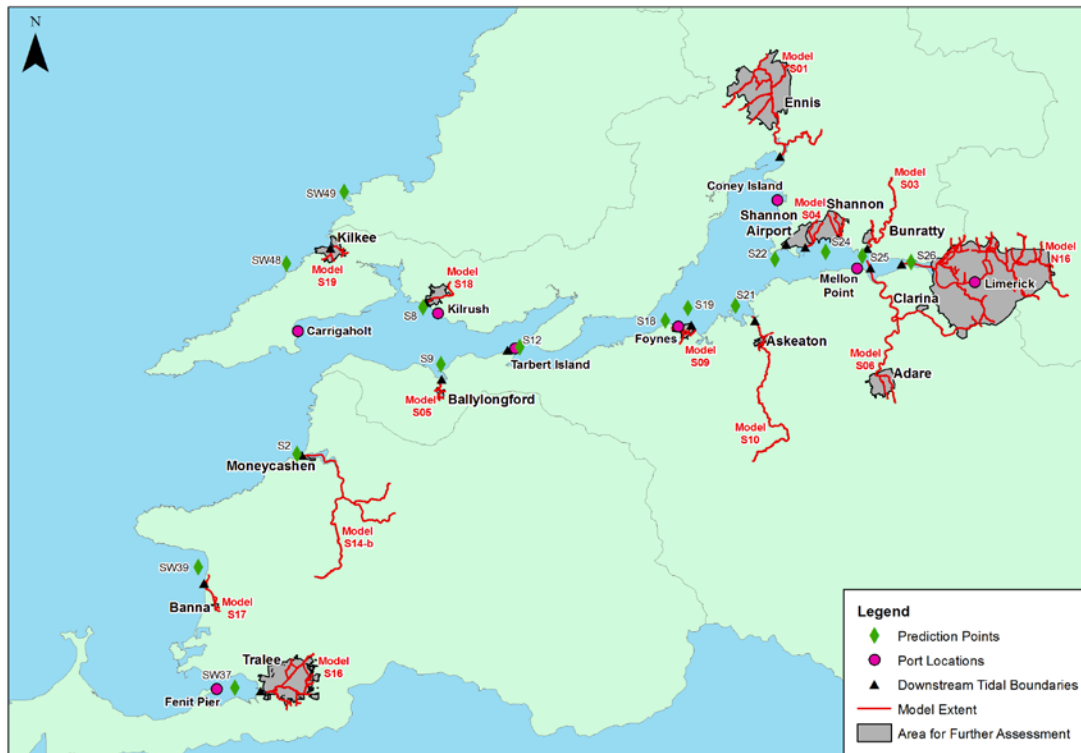 N
Model
S01
Ennis
Model
S03
SW49
Coney Island
Model
S04
Shannon
Shannon
Airport
Bunratty
Kilkee
S24
SW48
S22
S25
S26
Model
N16
Model
S19
Model
S18
Mellon
Point
Limerick
S8
Kilrush
S19
S21
Clarina
Carrigaholt
S18
Foynes
S12
Askeaton
Tarbert Island
Model
S09
S9
Model
S06
Adare
Model
S05
Ballylongford
Model
S10
S2
Moneycashen
Model
S14-b
SW39
Banna
Model
S17
Legend
Prediction Points
Port Locations
Downstream Tidal Boundaries
Model Extent
Area for Further Assessment
Tralee
Model
S16
SW37
Fenit Pier